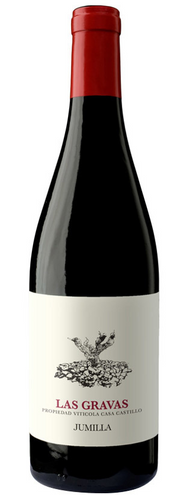 LAS GRAVAS
PROPIEDAD VITÍCOLA CASA CASTILLO
JUMILLA